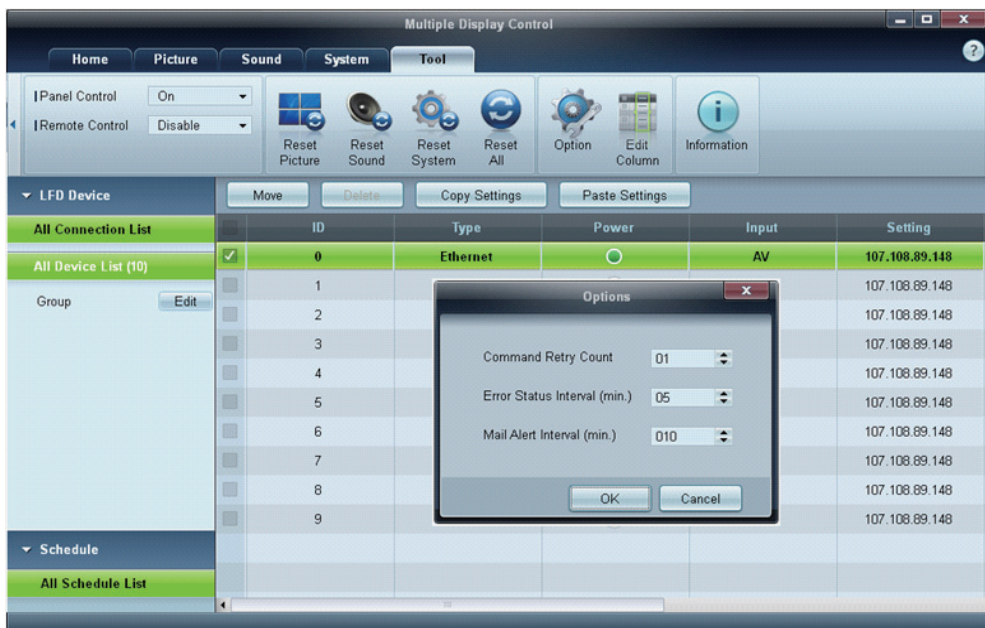 Multiple Display Control
?
Home Picture Sound System Tool
Panel Control On
Remote Control Disable
Reset Picture
Reset Sound
Reset System
Reset All
Option
Edit Column
Information
LFD Device
Move Delete Copy Settings Paste Settings
All Connection List
ID Type Power Input Setting
All Device List (10)
0 Ethernet AV 107.108.89.148
Group Edit
1 107.108.89.148
2 107.108.89.148
3 107.108.89.148
4 107.108.89.148
5 107.108.89.148
6 107.108.89.148
7 107.108.89.148
8 107.108.89.148
9 107.108.89.148
Options
Command Retry Count 01
Error Status Interval (min.) 05
Mail Alert Interval (min.) 010
OK Cancel
Schedule
All Schedule List